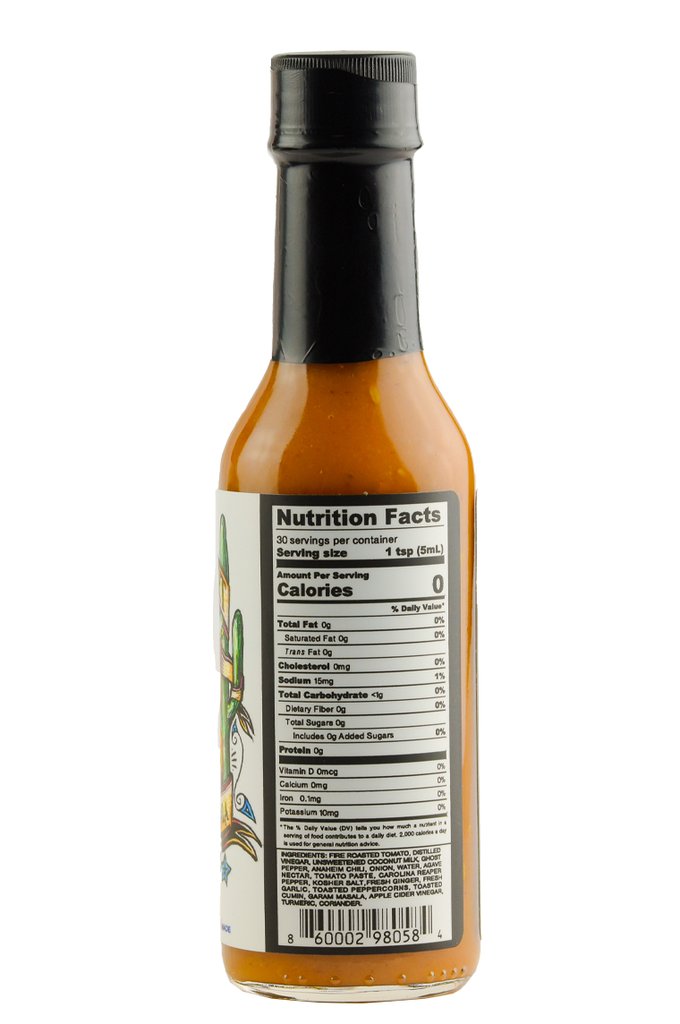 Nutrition Facts
30 servings per container
Serving size 1 tsp (5ml.)
Amount Per Serving
Calories 0
% Daily Value*
Total Fat 0g 0%
Saturated Fat 0g 0%
Trans Fat 0g
Cholesterol 0mg 0%
Sodium 15mg 1%
Total Carbohydrate <1g 0%
Dietary Fiber 0g 0%
Total Sugars 0g
Includes 0g Added Sugars 0%
Protein 0g
Vitamin D 0mcg 0%
Calcium 0mg 0%
Iron 0.1mg 0%
Potassium 10mg 0%
*The % Daily Value (DV) tells you how much a nutrient in a
serving of food contributes to a daily diet. 2,000 calories a day
is used for general nutrition advice.
INGREDIENTS: FIRE ROASTED TOMATO, DISTILLED
VINEGAR, UNSWEETENED COCONUT MILK, GHOST
PEPPER, ANAHEIM CHILI, ONION, WATER, AGAVE
NECTAR, TOMATO PASTE, CAROLINA REAPER
PEPPER, KOSHER SALT, FRESH GINGER, FRESH
GARLIC, TOASTED PEPPERCORNS, TOASTED
CUMIN, GARAM MASALA, APPLE CIDER VINEGAR,
TURMERIC, CORIANDER.
8 60002 98058 4
MADE